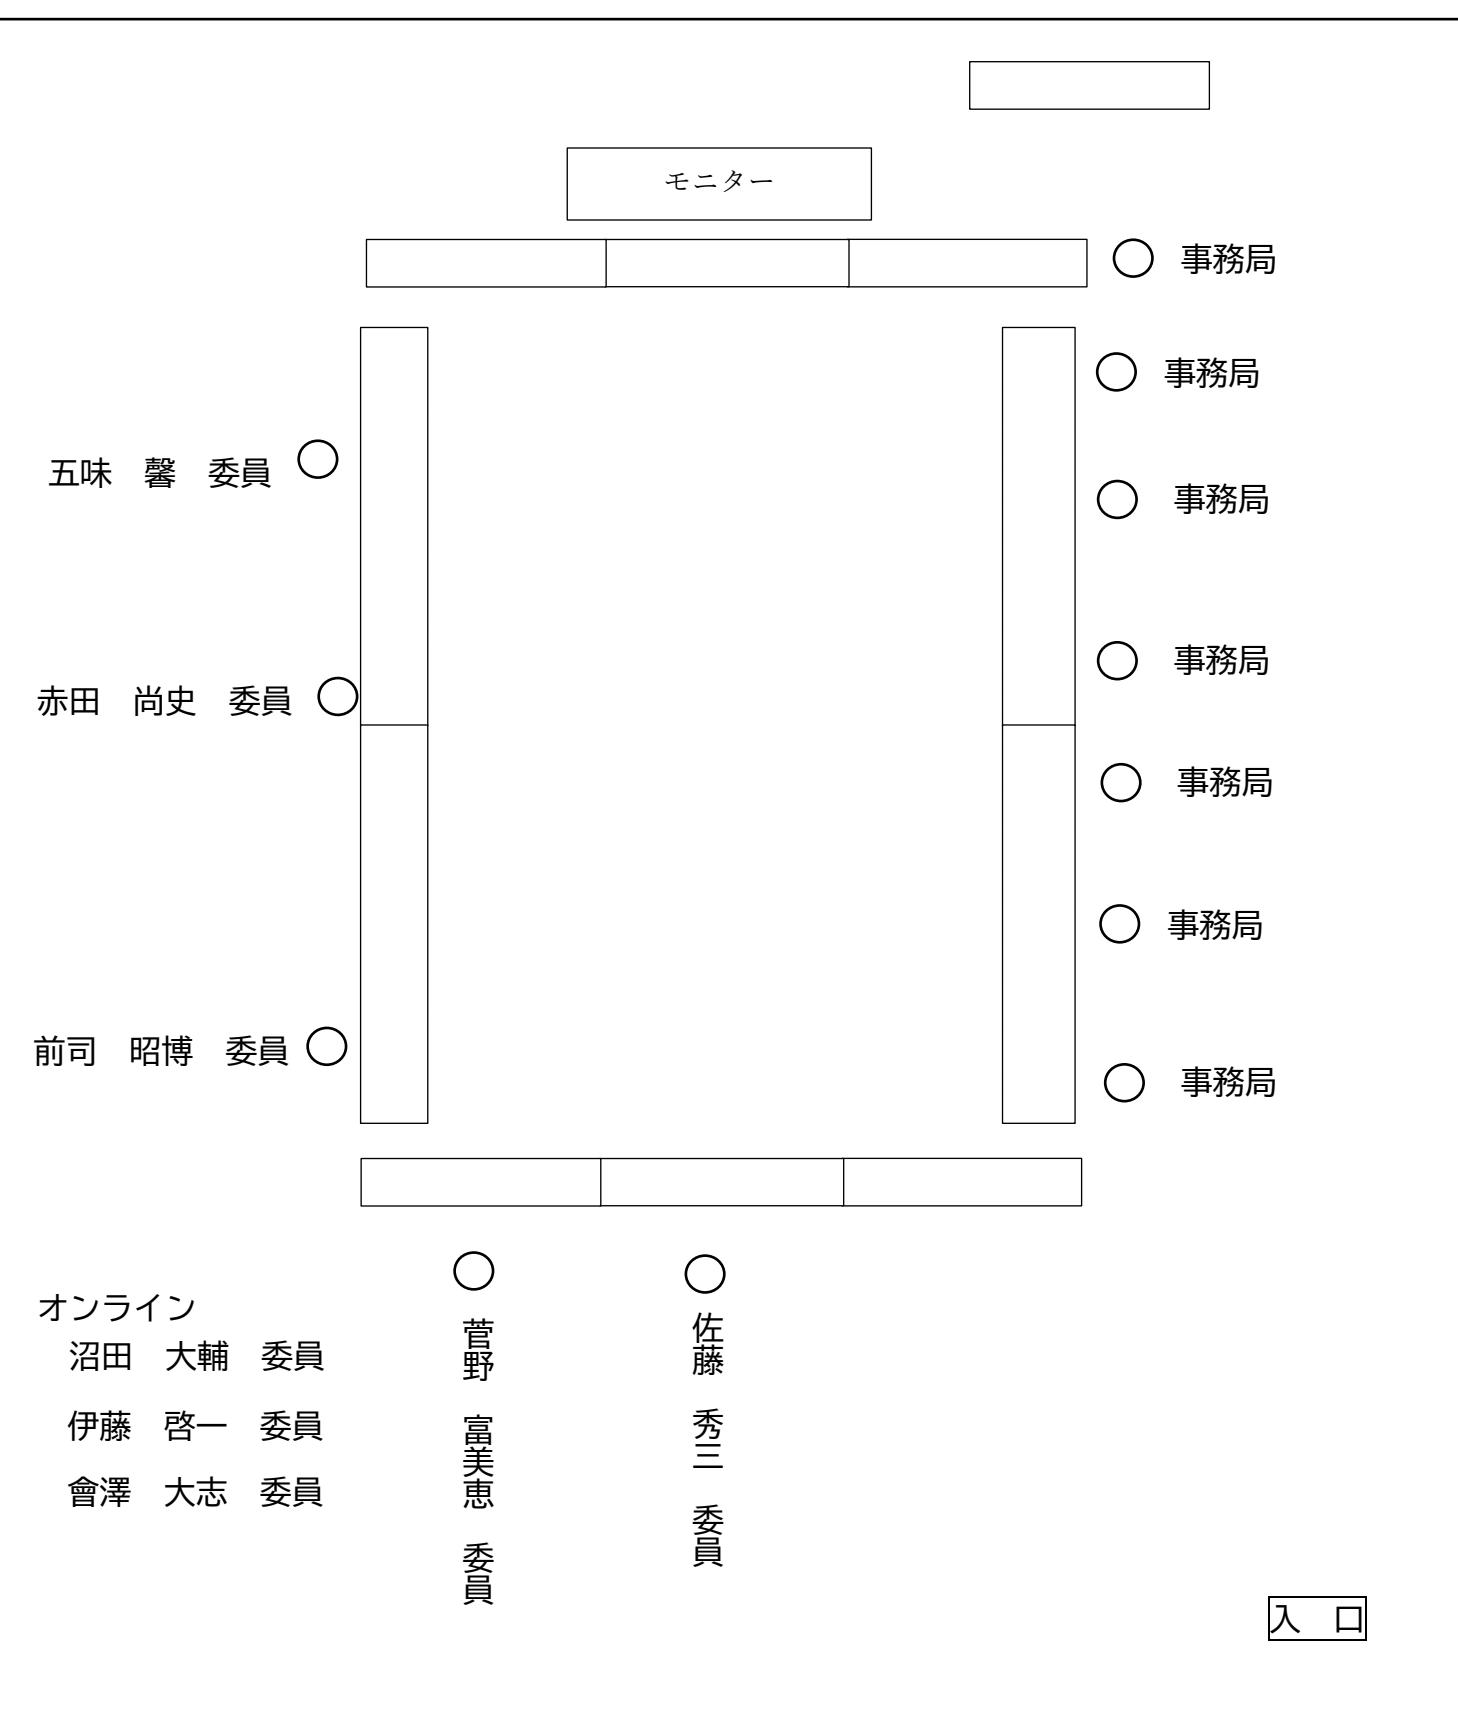 モニター
事務局
事務局
五味　馨　委員
事務局
事務局
赤田　尚史　委員
事務局
事務局
前司　昭博　委員
事務局
オンライン
沼田　大輔　委員
伊藤　啓一　委員
會澤　大志　委員
菅野　富美恵　委員
佐藤　秀三　委員
入　口